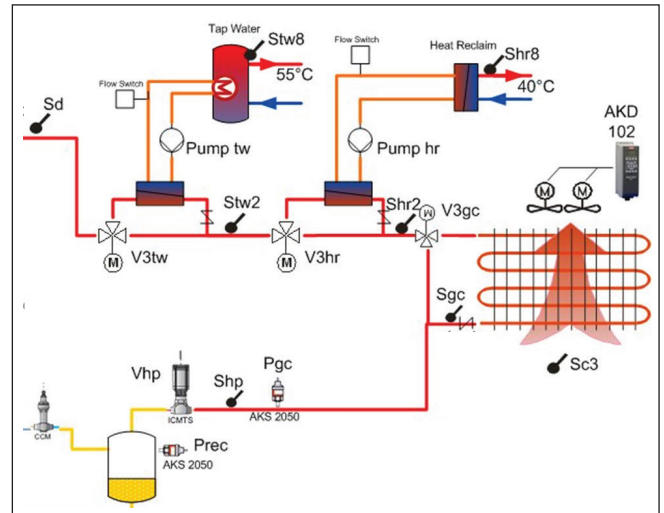 Tap Water
Stw8
Flow Switch
Heat Reclaim
Shr8
Flow Switch
55°C
40°C
Sd
AKD
102
Pump tw
Pump hr
M
M
Stw2
Shr2
M
V3gc
V3tw
M
V3hr
M
Sgc
Vhp
Pgc
Sc3
Shp
ICMTS
AKS 2050
CCM
Prec
AKS 2050